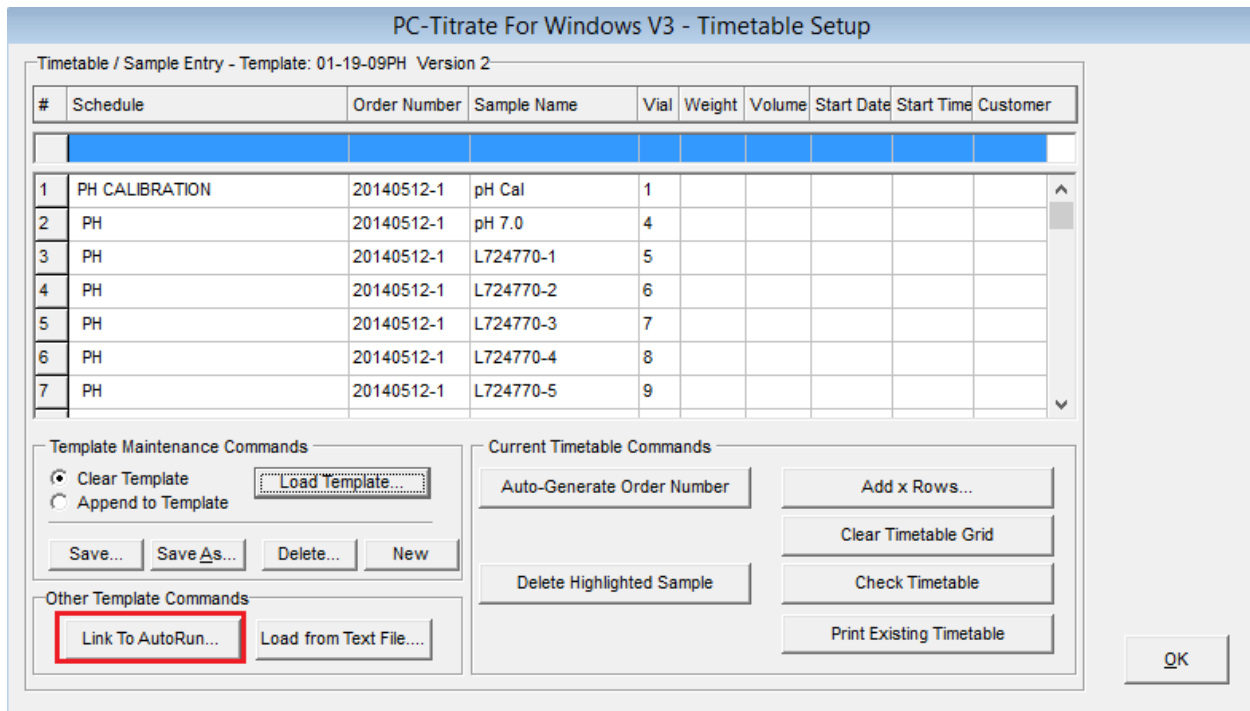 PC-Titrate For Windows V3 - Timetable Setup
Timetable / Sample Entry - Template: 01-19-09PH Version 2
# Schedule Order Number Sample Name Vial Weight Volume Start Date Start Time Customer
1 PH CALIBRATION 20140512-1 pH Cal 1
2 PH 20140512-1 pH 7.0 4
3 PH 20140512-1 L724770-1 5
4 PH 20140512-1 L724770-2 6
5 PH 20140512-1 L724770-3 7
6 PH 20140512-1 L724770-4 8
7 PH 20140512-1 L724770-5 9
Template Maintenance Commands
Clear Template
Append to Template
Load Template...
Save... Save As... Delete... New
Other Template Commands
Link To AutoRun... Load from Text File....
Current Timetable Commands
Auto-Generate Order Number Add x Rows...
Clear Timetable Grid
Delete Highlighted Sample Check Timetable
Print Existing Timetable
OK